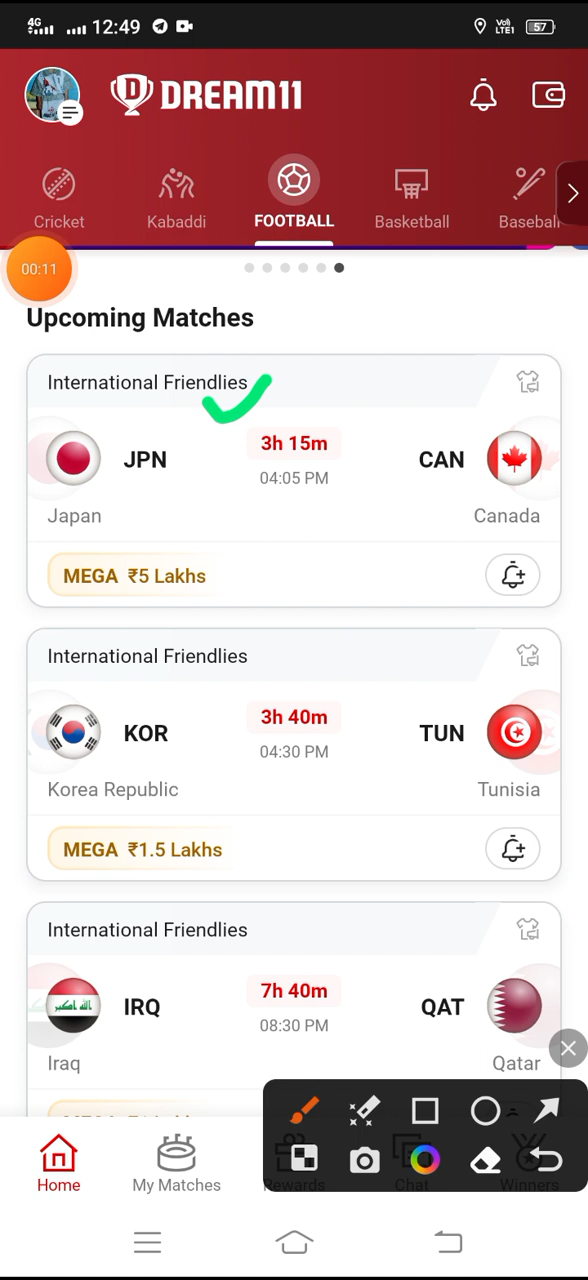 4G 12:49 Vo) LTE1 57
DREAM11
Cricket Kabaddi FOOTBALL Basketball Baseball
00:11
Upcoming Matches
International Friendlies
JPN 3h 15m CAN
04:05 PM
Japan Canada
MEGA ₹5 Lakhs
International Friendlies
KOR 3h 40m TUN
04:30 PM
Korea Republic Tunisia
MEGA ₹1.5 Lakhs
International Friendlies
IRQ 7h 40m QAT
08:30 PM
Iraq Qatar
Home My Matches Rewards Chat Winners